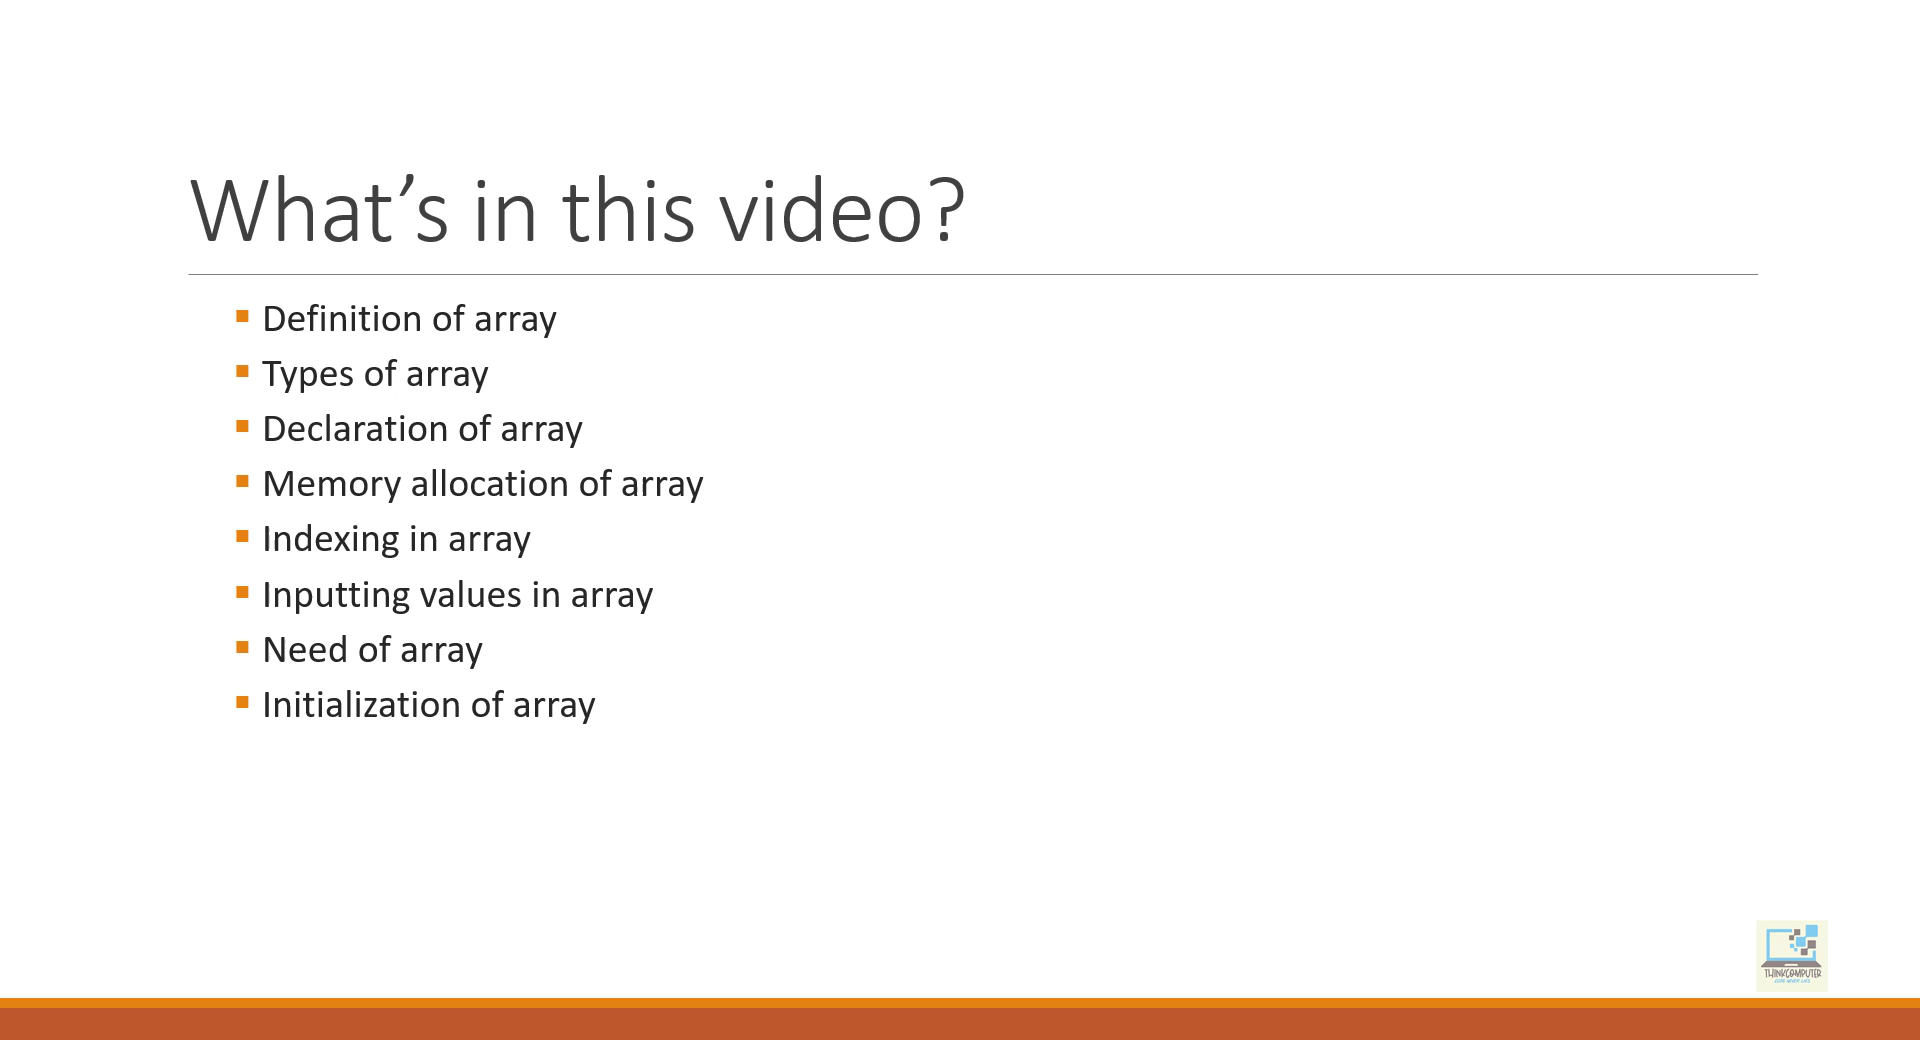 What’s in this video?
Definition of array
Types of array
Declaration of array
Memory allocation of array
Indexing in array
Inputting values in array
Need of array
Initialization of array
THINKCOMPUTER